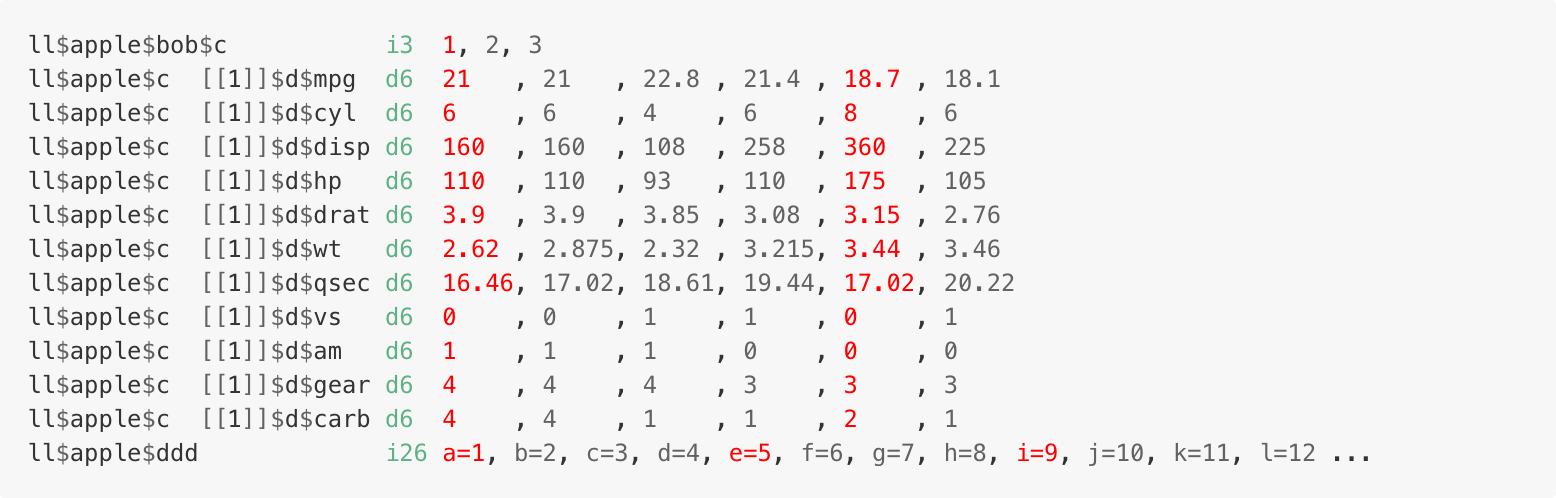 ll$apple$bob$c           i3  1, 2, 3
ll$apple$c  [[1]]$d$mpg  d6  21   , 21   , 22.8 , 21.4 , 18.7 , 18.1
ll$apple$c  [[1]]$d$cyl  d6  6    , 6    , 4    , 6    , 8    , 6
ll$apple$c  [[1]]$d$disp d6  160  , 160  , 108  , 258  , 360  , 225
ll$apple$c  [[1]]$d$hp   d6  110  , 110  , 93   , 110  , 175  , 105
ll$apple$c  [[1]]$d$drat d6  3.9  , 3.9  , 3.85 , 3.08 , 3.15 , 2.76
ll$apple$c  [[1]]$d$wt   d6  2.62 , 2.875, 2.32 , 3.215, 3.44 , 3.46
ll$apple$c  [[1]]$d$qsec d6  16.46, 17.02, 18.61, 19.44, 17.02, 20.22
ll$apple$c  [[1]]$d$vs   d6  0    , 0    , 1    , 1    , 0    , 1
ll$apple$c  [[1]]$d$am   d6  1    , 1    , 1    , 0    , 0    , 0
ll$apple$c  [[1]]$d$gear d6  4    , 4    , 4    , 3    , 3    , 3
ll$apple$c  [[1]]$d$carb d6  4    , 4    , 1    , 1    , 2    , 1
ll$apple$ddd             i26 a=1, b=2, c=3, d=4, e=5, f=6, g=7, h=8, i=9, j=10, k=11, l=12 ...